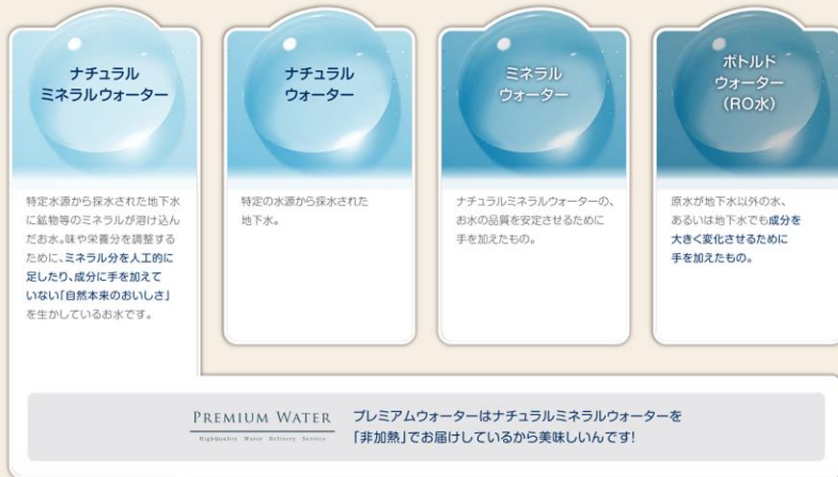 ナチュラル
ミネラルウォーター
特定水源から採水された地下水
に鉱物等のミネラルが溶け込ん
だお水。味や栄養分を調整する
ために、ミネラル分を人工的に
足したり、成分に手を加えて
いない「自然本来のおいしさ」
を生かしているお水です。
ナチュラル
ウォーター
特定の水源から採水された
地下水。
ミネラル
ウォーター
ナチュラルミネラルウォーターの、
お水の品質を安定させるために
手を加えたもの。
ボトルド
ウォーター
(RO水)
原水が地下水以外の水、
あるいは地下水でも成分を
大きく変化させるために
手を加えたもの。
PREMIUM WATER
HighQuality Water Delivery Service
プレミアムウォーターはナチュラルミネラルウォーターを
「非加熱」でお届けしているから美味しいんです!